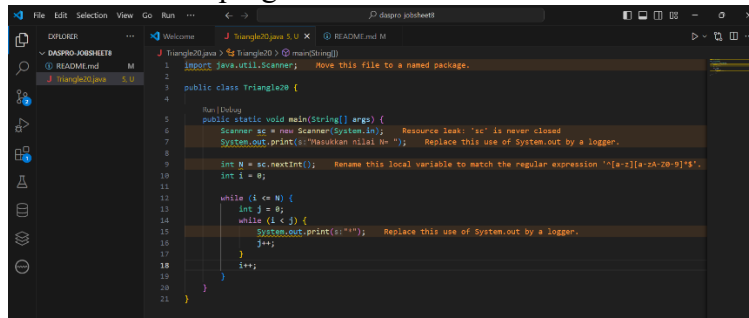 File Edit Selection View Go Run ... daspro jobsheet8
EXPLORER ... Welcome J Triangle20.java 5, U README.md M
DASPRO-JOBSHEET8 J Triangle20.java > Triangle20 > main(String[])
README.md M
J Triangle20.java 5, U
1 import java.util.Scanner; Move this file to a named package.
2
3 public class Triangle20 {
4
Run | Debug
5 public static void main(String[] args) {
6 Scanner sc = new Scanner(System.in); Resource leak: 'sc' is never closed
7 System.out.print(s:"Masukkan nilai N= "); Replace this use of System.out by a logger.
8
9 int N = sc.nextInt(); Rename this local variable to match the regular expression '^[a-z][a-zA-Z0-9]*$'.
10 int i = 0;
11
12 while (i <= N) {
13 int j = 0;
14 while (i < j) {
15 System.out.print(s:"*"); Replace this use of System.out by a logger.
16 j++;
17 }
18 i++;
19 }
20 }
21 }